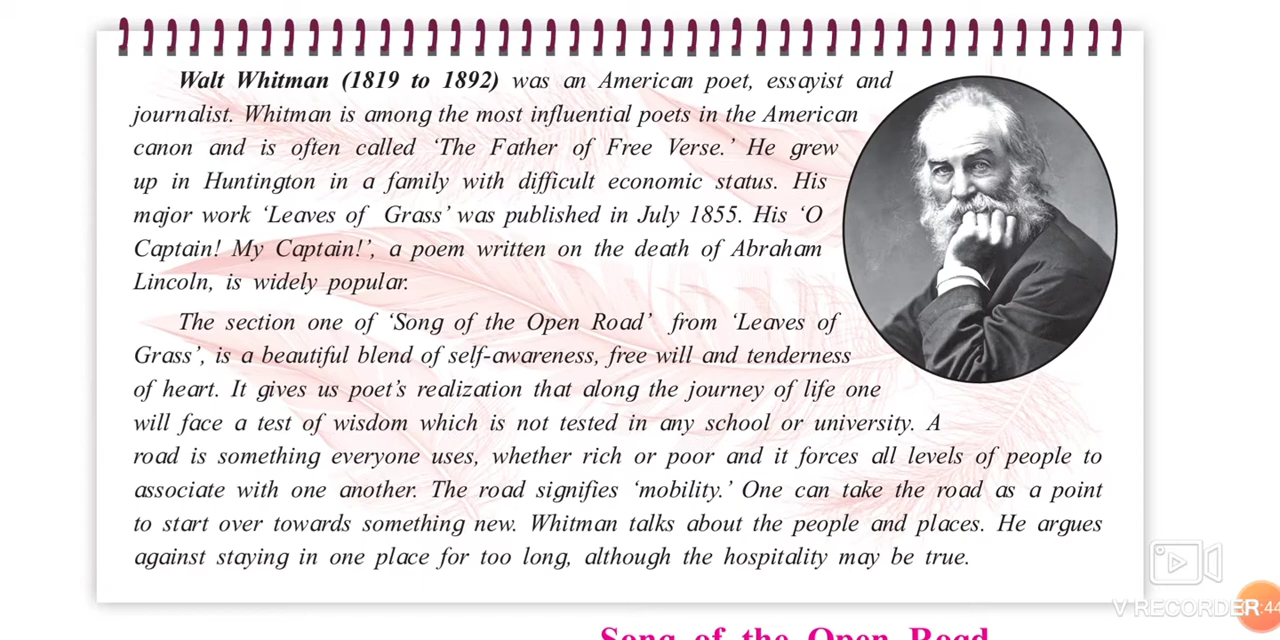 Walt Whitman (1819 to 1892) was an American poet, essayist and
journalist. Whitman is among the most influential poets in the American
canon and is often called ‘The Father of Free Verse.’ He grew
up in Huntington in a family with difficult economic status. His
major work ‘Leaves of Grass’ was published in July 1855. His ‘O
Captain! My Captain!’, a poem written on the death of Abraham
Lincoln, is widely popular.
The section one of ‘Song of the Open Road’ from ‘Leaves of
Grass’, is a beautiful blend of self-awareness, free will and tenderness
of heart. It gives us poet’s realization that along the journey of life one
will face a test of wisdom which is not tested in any school or university. A
road is something everyone uses, whether rich or poor and it forces all levels of people to
associate with one another. The road signifies ‘mobility.’ One can take the road as a point
to start over towards something new. Whitman talks about the people and places. He argues
against staying in one place for too long, although the hospitality may be true.
V RECORDER
Song of the Open Road